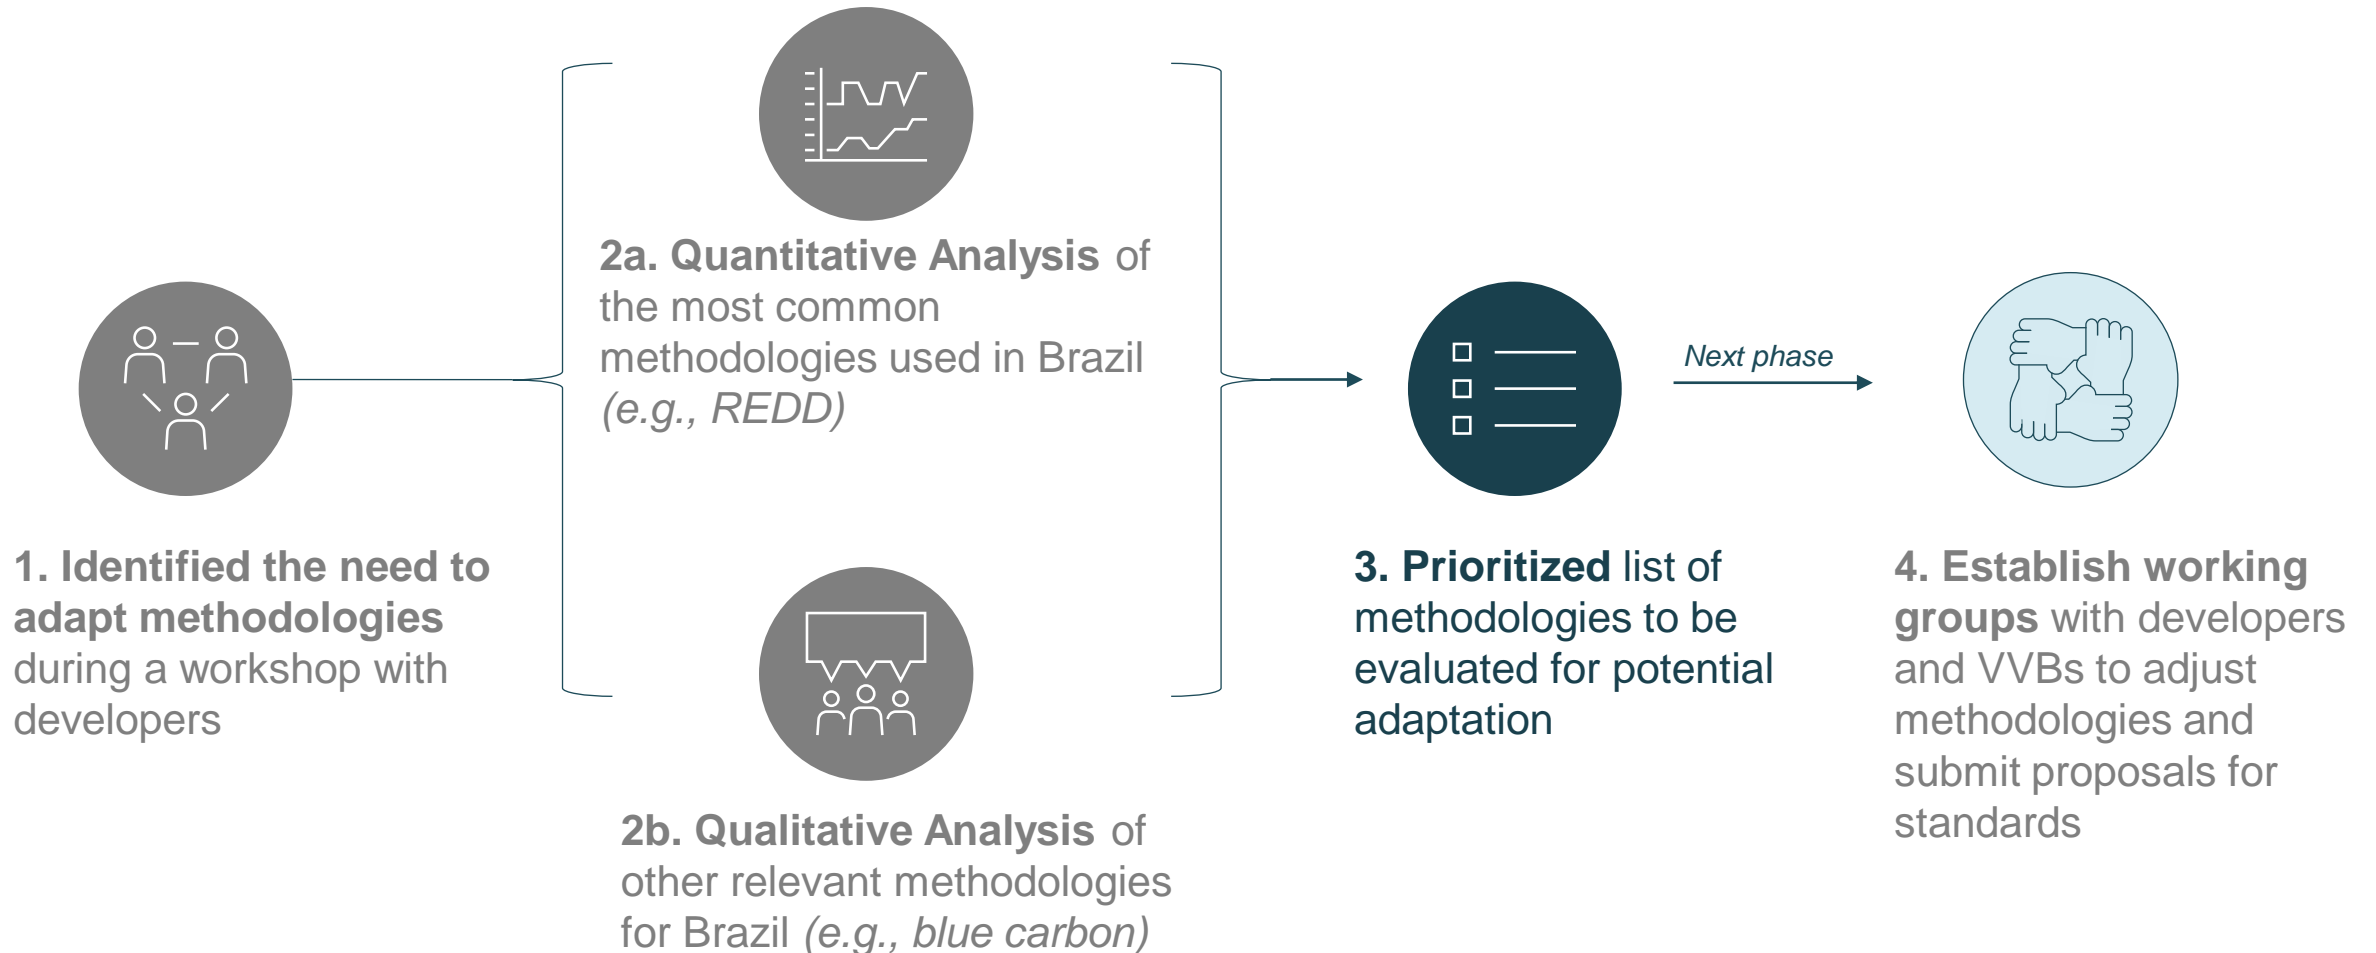 1. Identified the need to
adapt methodologies
during a workshop with
developers
2a. Quantitative Analysis of
the most common
methodologies used in Brazil
(e.g., REDD)
2b. Qualitative Analysis of
other relevant methodologies
for Brazil (e.g., blue carbon)
3. Prioritized list of
methodologies to be
evaluated for potential
adaptation
Next phase
4. Establish working
groups with developers
and VVBs to adjust
methodologies and
submit proposals for
standards